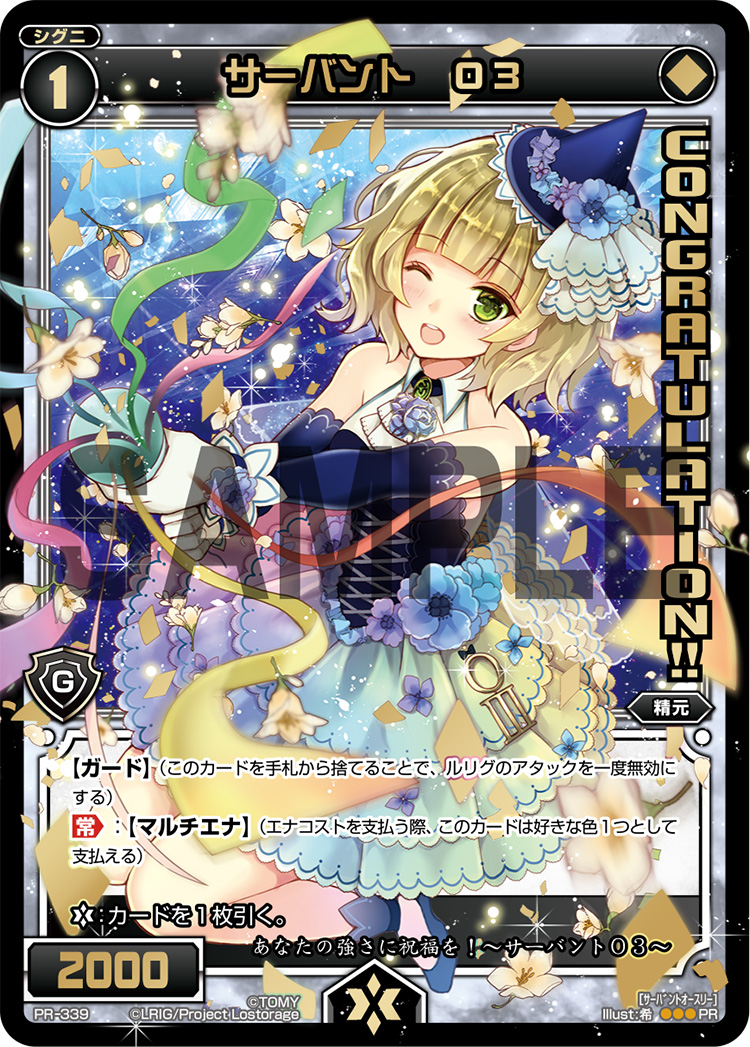 シグニ
1
サーバント　O3
CONGRATULATION!!
SAMPLE
G
OIII
精元
【ガード】(このカードを手札から捨てることで、ルリグのアタックを一度無効に
する)
常:【マルチエナ】(エナコストを支払う際、このカードは好きな色1つとして
支払える)
:カードを1枚引く。
あなたの強さに祝福を！～サーバントO3～
2000
[サーバントオースリー]
©TOMY
PR-339 ©LRIG/Project Lostorage
Illust:希 PR